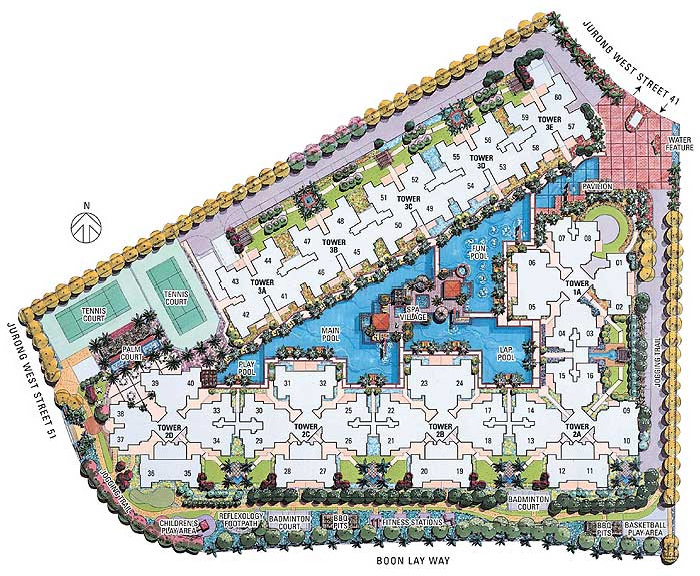 JURONG WEST STREET 41
WATER
FEATURE
PAVILION
60
59
TOWER
3E
57
58
56
55
TOWER
3D
53
54
52
51
TOWER
3C
49
50
48
47
TOWER
3B
45
46
44
43
TOWER
3A
41
42
N
FUN
POOL
07 08
06
05
TOWER
1A
01
02
04 03
SPA
VILLAGE
MAIN
POOL
LAP
POOL
PLAY
POOL
TENNIS
COURT
TENNIS
COURT
PALM
COURT
JOGGING TRAIL
JURONG WEST STREET 51
39 40
38
37
TOWER
2D
33
34
36 35
31 32
30
29
TOWER
2C
25
26
28 27
23 24
22
21
TOWER
2B
17
18
20 19
16 15
14
13
TOWER
2A
09
10
12 11
JOGGING TRAIL
CHILDREN'S
PLAY AREA
REFLEXOLOGY
FOOTPATH
BADMINTON
COURT
BBQ
PITS
FITNESS STATIONS
BADMINTON
COURT
BBQ
PITS
BASKETBALL
PLAY AREA
BOON LAY WAY